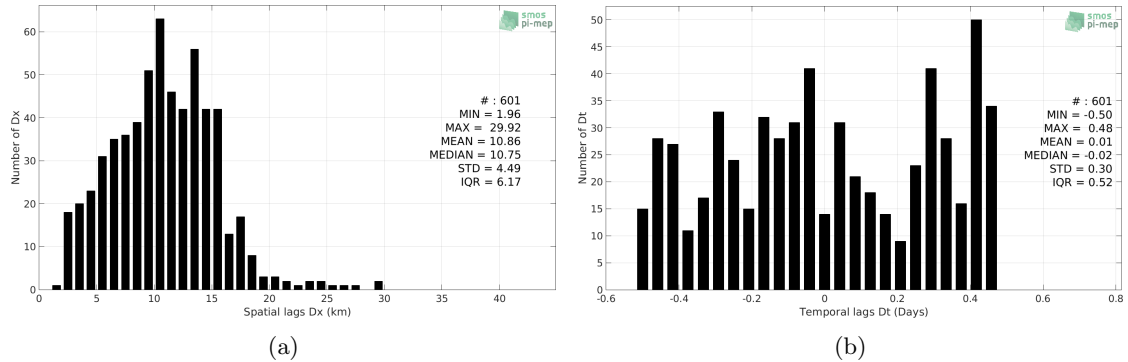 60
50
40
30
20
10
0
0
5
10
15
20
25
30
35
40
Number of Dx
Spatial lags Dx (km)
smos
pi-mep
# : 601
MIN = 1.96
MAX = 29.92
MEAN = 10.86
MEDIAN = 10.75
STD = 4.49
IQR = 6.17
(a)
50
45
40
35
30
25
20
15
10
5
0
-0.6
-0.4
-0.2
0
0.2
0.4
0.6
0.8
Number of Dt
Temporal lags Dt (Days)
smos
pi-mep
# : 601
MIN = -0.50
MAX = 0.48
MEAN = 0.01
MEDIAN = -0.02
STD = 0.30
IQR = 0.52
(b)